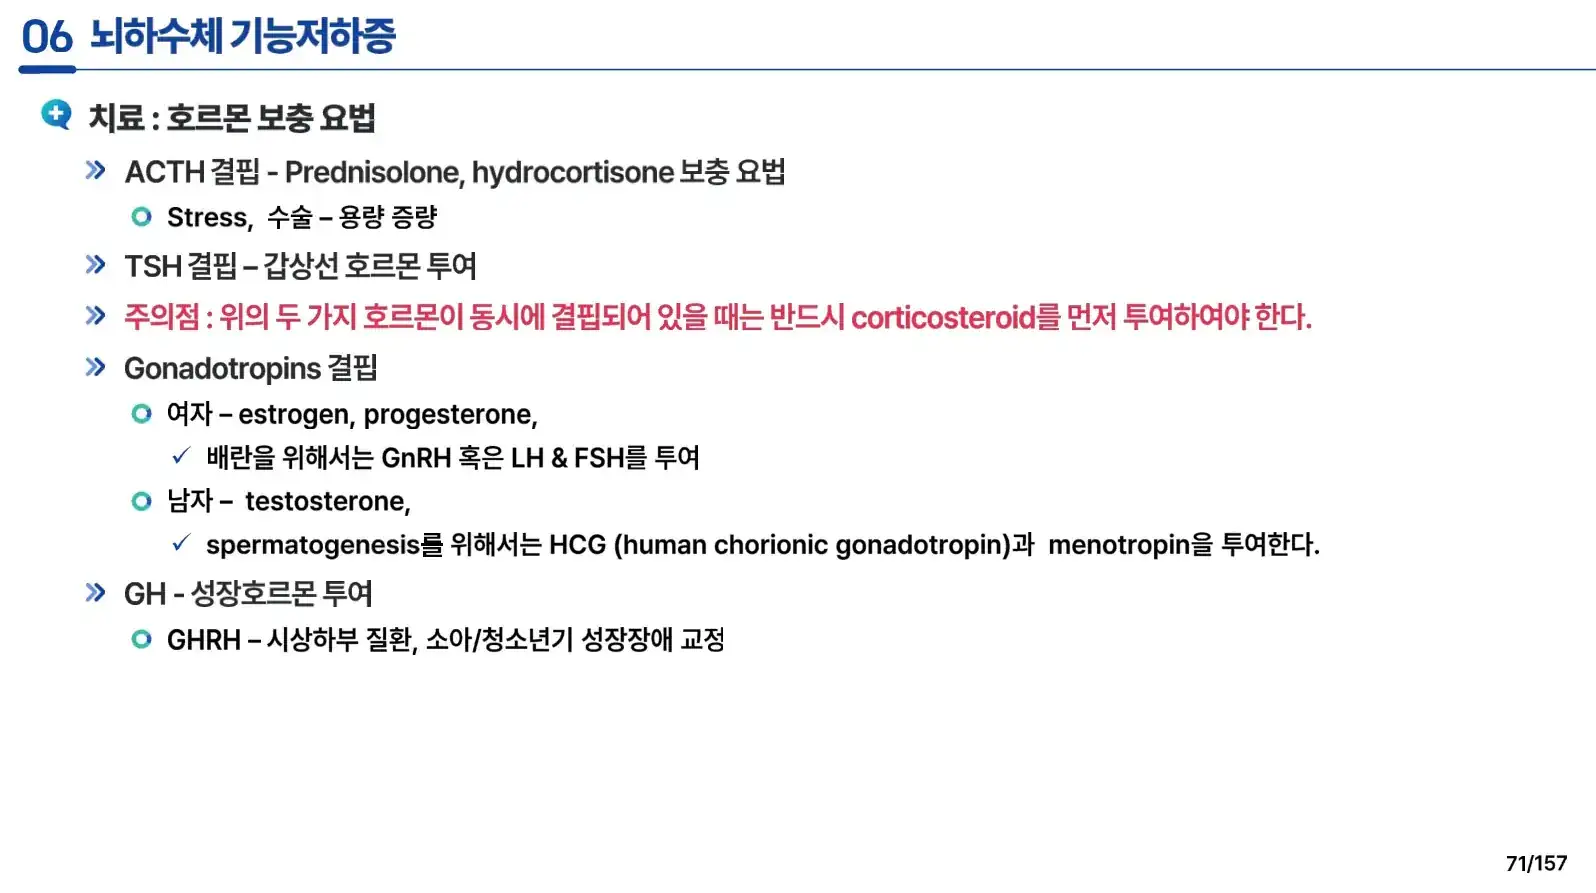 06 뇌하수체 기능저하증
치료 : 호르몬 보충 요법
ACTH 결핍 - Prednisolone, hydrocortisone 보충 요법
Stress, 수술 – 용량 증량
TSH 결핍 – 갑상선 호르몬 투여
주의점 : 위의 두 가지 호르몬이 동시에 결핍되어 있을 때는 반드시 corticosteroid를 먼저 투여하여야 한다.
Gonadotropins 결핍
여자 – estrogen, progesterone,
✓ 배란을 위해서는 GnRH 혹은 LH & FSH를 투여
남자 – testosterone,
✓ spermatogenesis를 위해서는 HCG (human chorionic gonadotropin)과 menotropin을 투여한다.
GH - 성장호르몬 투여
GHRH – 시상하부 질환, 소아/청소년기 성장장애 교정
71/157